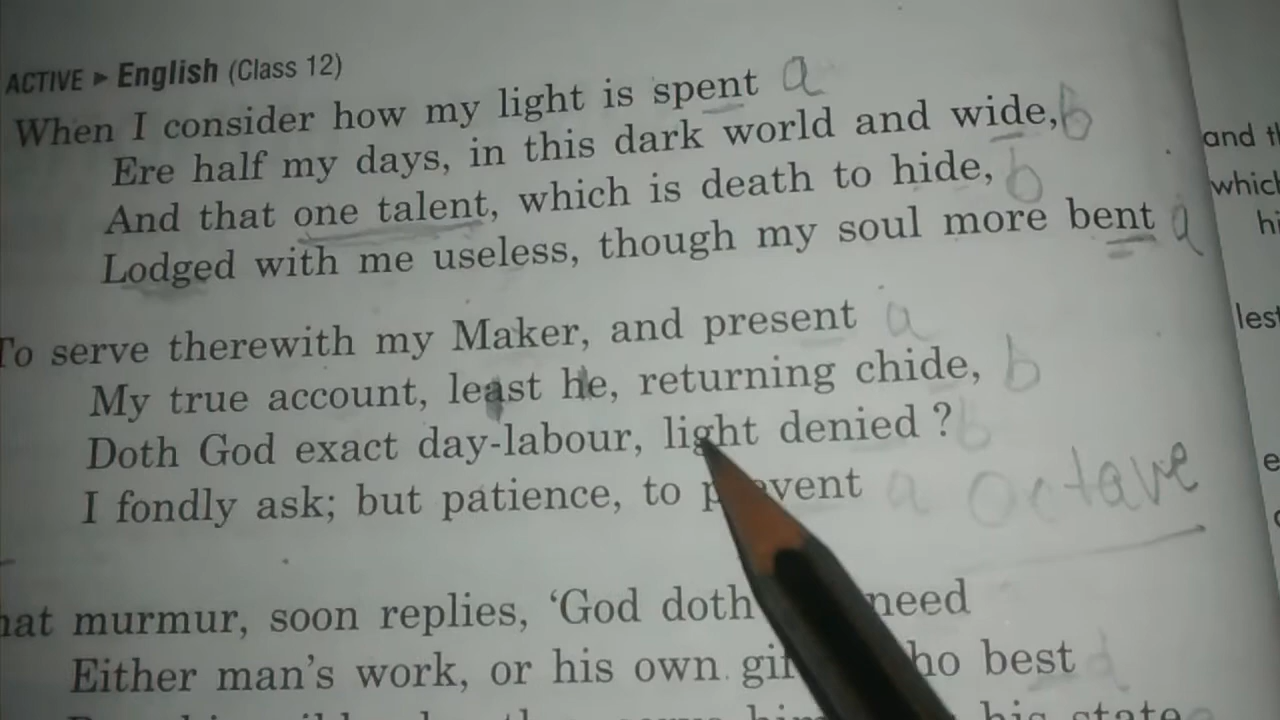 ACTIVE ► English (Class 12)
When I consider how my light is spent a
Ere half my days, in this dark world and wide, b
And that one talent, which is death to hide, b
Lodged with me useless, though my soul more bent a
To serve therewith my Maker, and present a
My true account, least he, returning chide, b
Doth God exact day-labour, light denied ? b
I fondly ask; but patience, to a octave
murmur, soon replies, ‘God doth need
Either man's work, or his own best d
his state
and